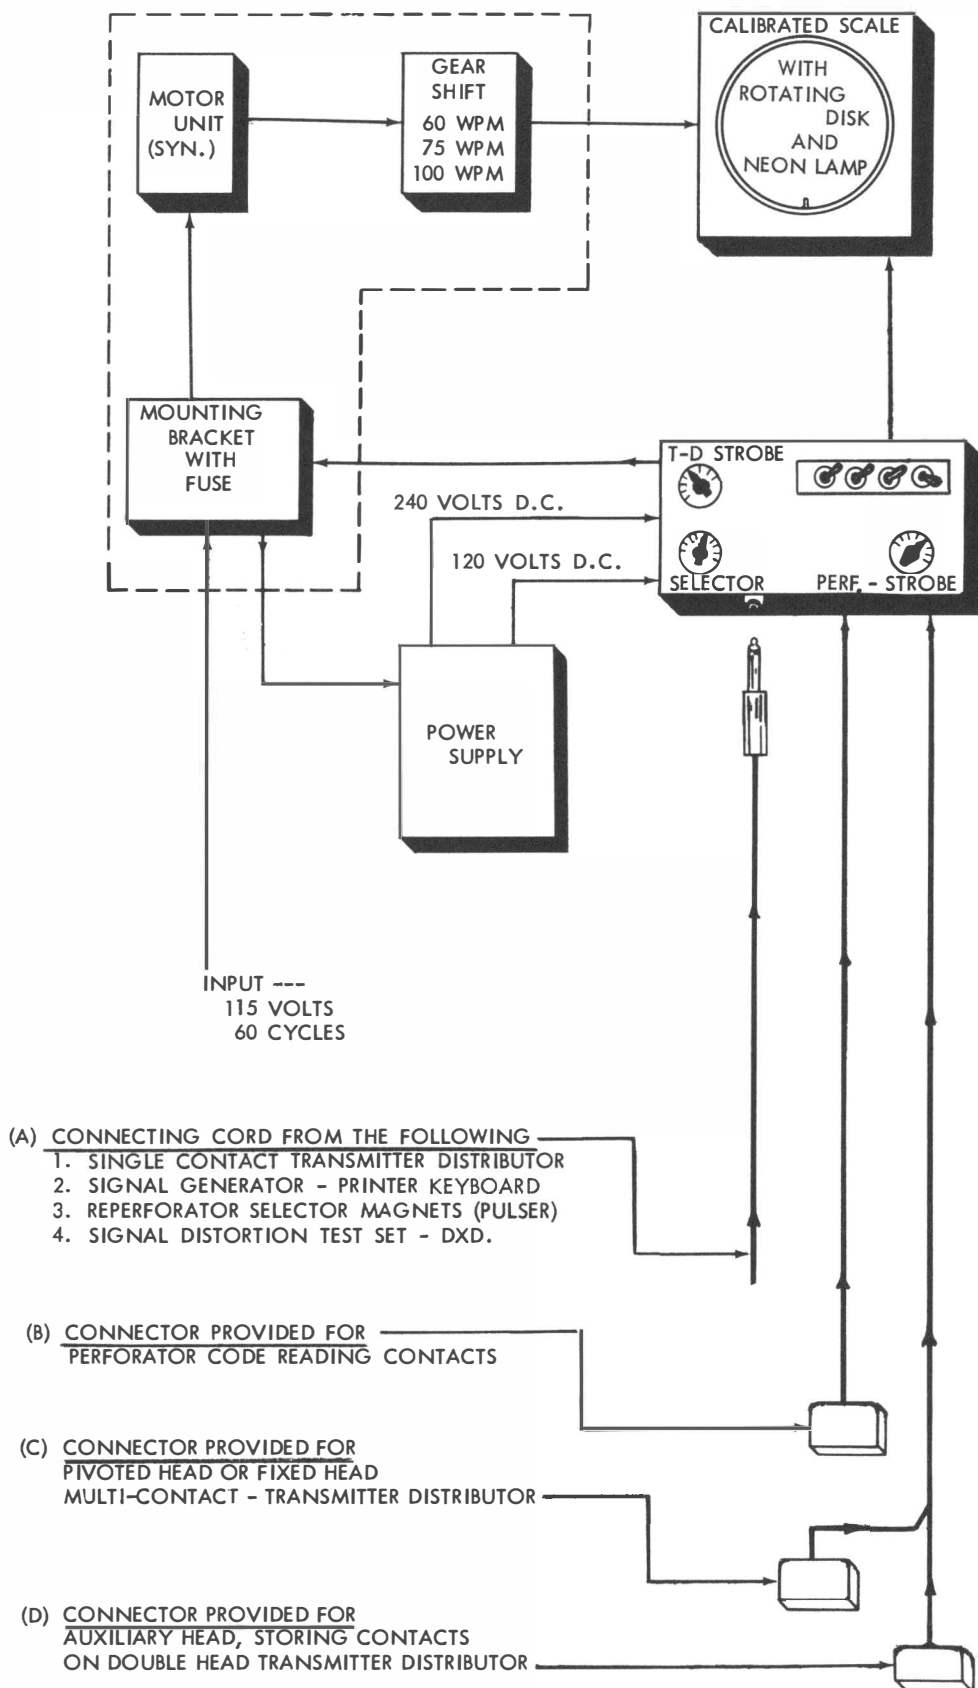 MOTOR
UNIT
(SYN.)
GEAR
SHIFT
60 WPM
75 WPM
100 WPM
CALIBRATED SCALE
WITH
ROTATING
DISK
AND
NEON LAMP
MOUNTING
BRACKET
WITH
FUSE
T-D STROBE
SELECTOR
PERF. - STROBE
240 VOLTS D.C.
120 VOLTS D.C.
POWER
SUPPLY
INPUT ---
115 VOLTS
60 CYCLES
(A) CONNECTING CORD FROM THE FOLLOWING
1. SINGLE CONTACT TRANSMITTER DISTRIBUTOR
2. SIGNAL GENERATOR - PRINTER KEYBOARD
3. REPERFORATOR SELECTOR MAGNETS (PULSER)
4. SIGNAL DISTORTION TEST SET - DXD.
(B) CONNECTOR PROVIDED FOR
PERFORATOR CODE READING CONTACTS
(C) CONNECTOR PROVIDED FOR
PIVOTED HEAD OR FIXED HEAD
MULTI-CONTACT - TRANSMITTER DISTRIBUTOR
(D) CONNECTOR PROVIDED FOR
AUXILIARY HEAD, STORING CONTACTS
ON DOUBLE HEAD TRANSMITTER DISTRIBUTOR